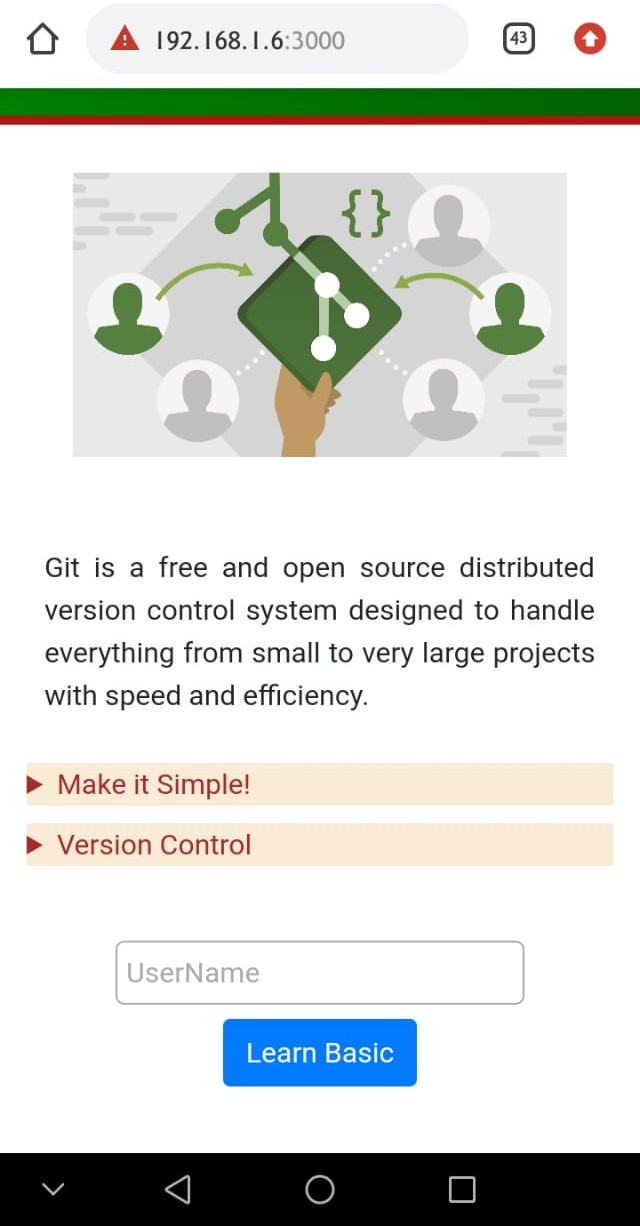 192.168.1.6:3000
43
{}
Git is a free and open source distributed
version control system designed to handle
everything from small to very large projects
with speed and efficiency.
Make it Simple!
Version Control
UserName
Learn Basic